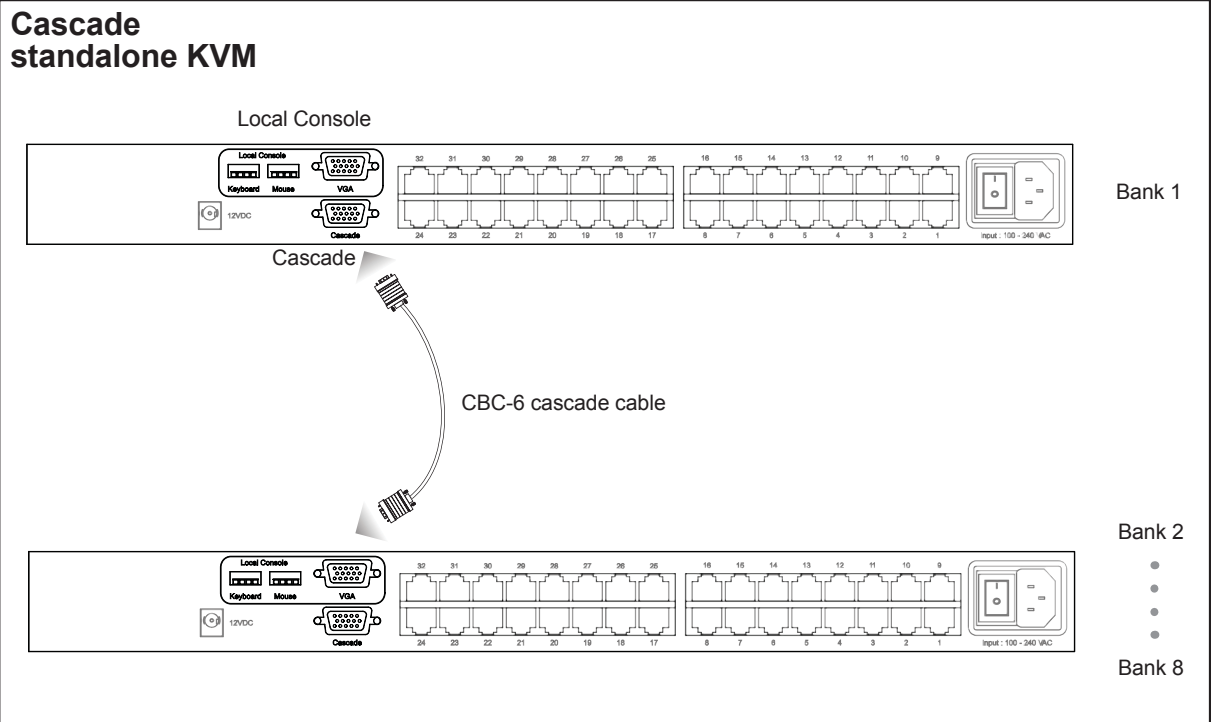 Cascade
standalone KVM
Local Console
Local Console
Keyboard Mouse VGA
12VDC
Cascade
32 31 30 29 28 27 26 25 16 15 14 13 12 11 10 9
24 23 22 21 20 19 18 17 8 7 6 5 4 3 2 1
Input : 100 - 240 VAC
Bank 1
Cascade
CBC-6 cascade cable
Bank 2
Local Console
Keyboard Mouse VGA
12VDC
Cascade
32 31 30 29 28 27 26 25 16 15 14 13 12 11 10 9
24 23 22 21 20 19 18 17 8 7 6 5 4 3 2 1
Input : 100 - 240 VAC
Bank 8